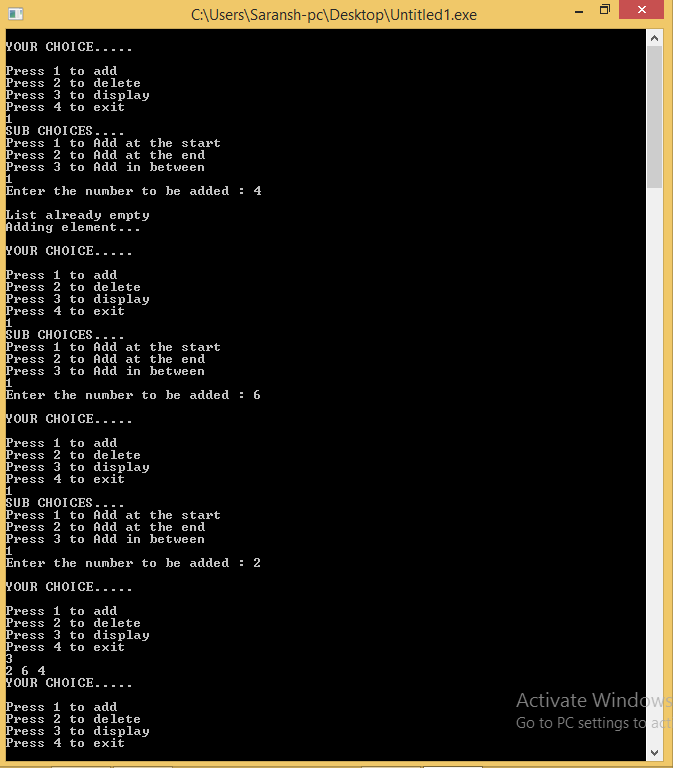 C:\Users\Saransh-pc\Desktop\Untitled1.exe
YOUR CHOICE.....
Press 1 to add
Press 2 to delete
Press 3 to display
Press 4 to exit
1
SUB CHOICES....
Press 1 to Add at the start
Press 2 to Add at the end
Press 3 to Add in between
1
Enter the number to be added : 4
List already empty
Adding element...
YOUR CHOICE.....
Press 1 to add
Press 2 to delete
Press 3 to display
Press 4 to exit
1
SUB CHOICES....
Press 1 to Add at the start
Press 2 to Add at the end
Press 3 to Add in between
1
Enter the number to be added : 6
YOUR CHOICE.....
Press 1 to add
Press 2 to delete
Press 3 to display
Press 4 to exit
1
SUB CHOICES....
Press 1 to Add at the start
Press 2 to Add at the end
Press 3 to Add in between
1
Enter the number to be added : 2
YOUR CHOICE.....
Press 1 to add
Press 2 to delete
Press 3 to display
Press 4 to exit
3
2 6 4
YOUR CHOICE.....
Press 1 to add
Press 2 to delete
Press 3 to display
Press 4 to exit
Activate Windows
Go to PC settings to act